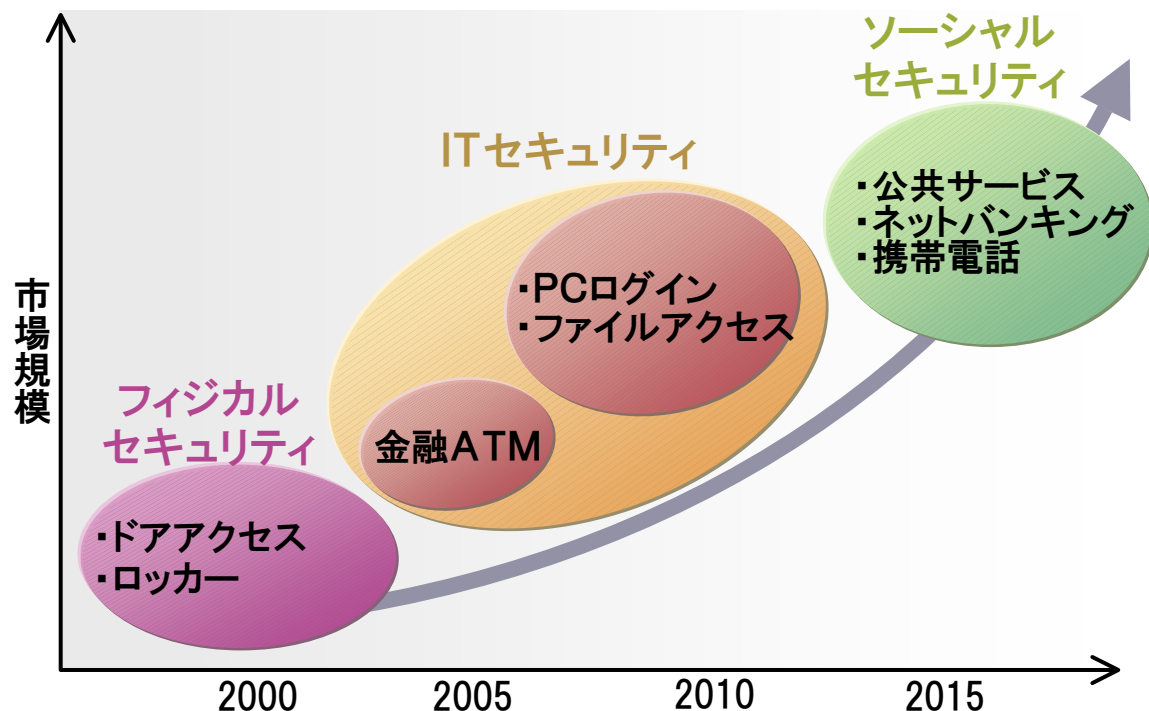 ソーシャル
セキュリティ
・公共サービス
・ネットバンキング
・携帯電話
ITセキュリティ
・PCログイン
・ファイルアクセス
金融ATM
フィジカル
セキュリティ
・ドアアクセス
・ロッカー
市場規模
2000
2005
2010
2015